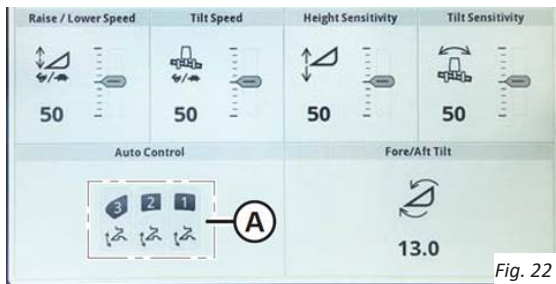 Raise / Lower Speed
Tilt Speed
Height Sensitivity
Tilt Sensitivity
50
50
50
50
Auto Control
Fore/Aft Tilt
3 2 1
A
13.0
Fig. 22